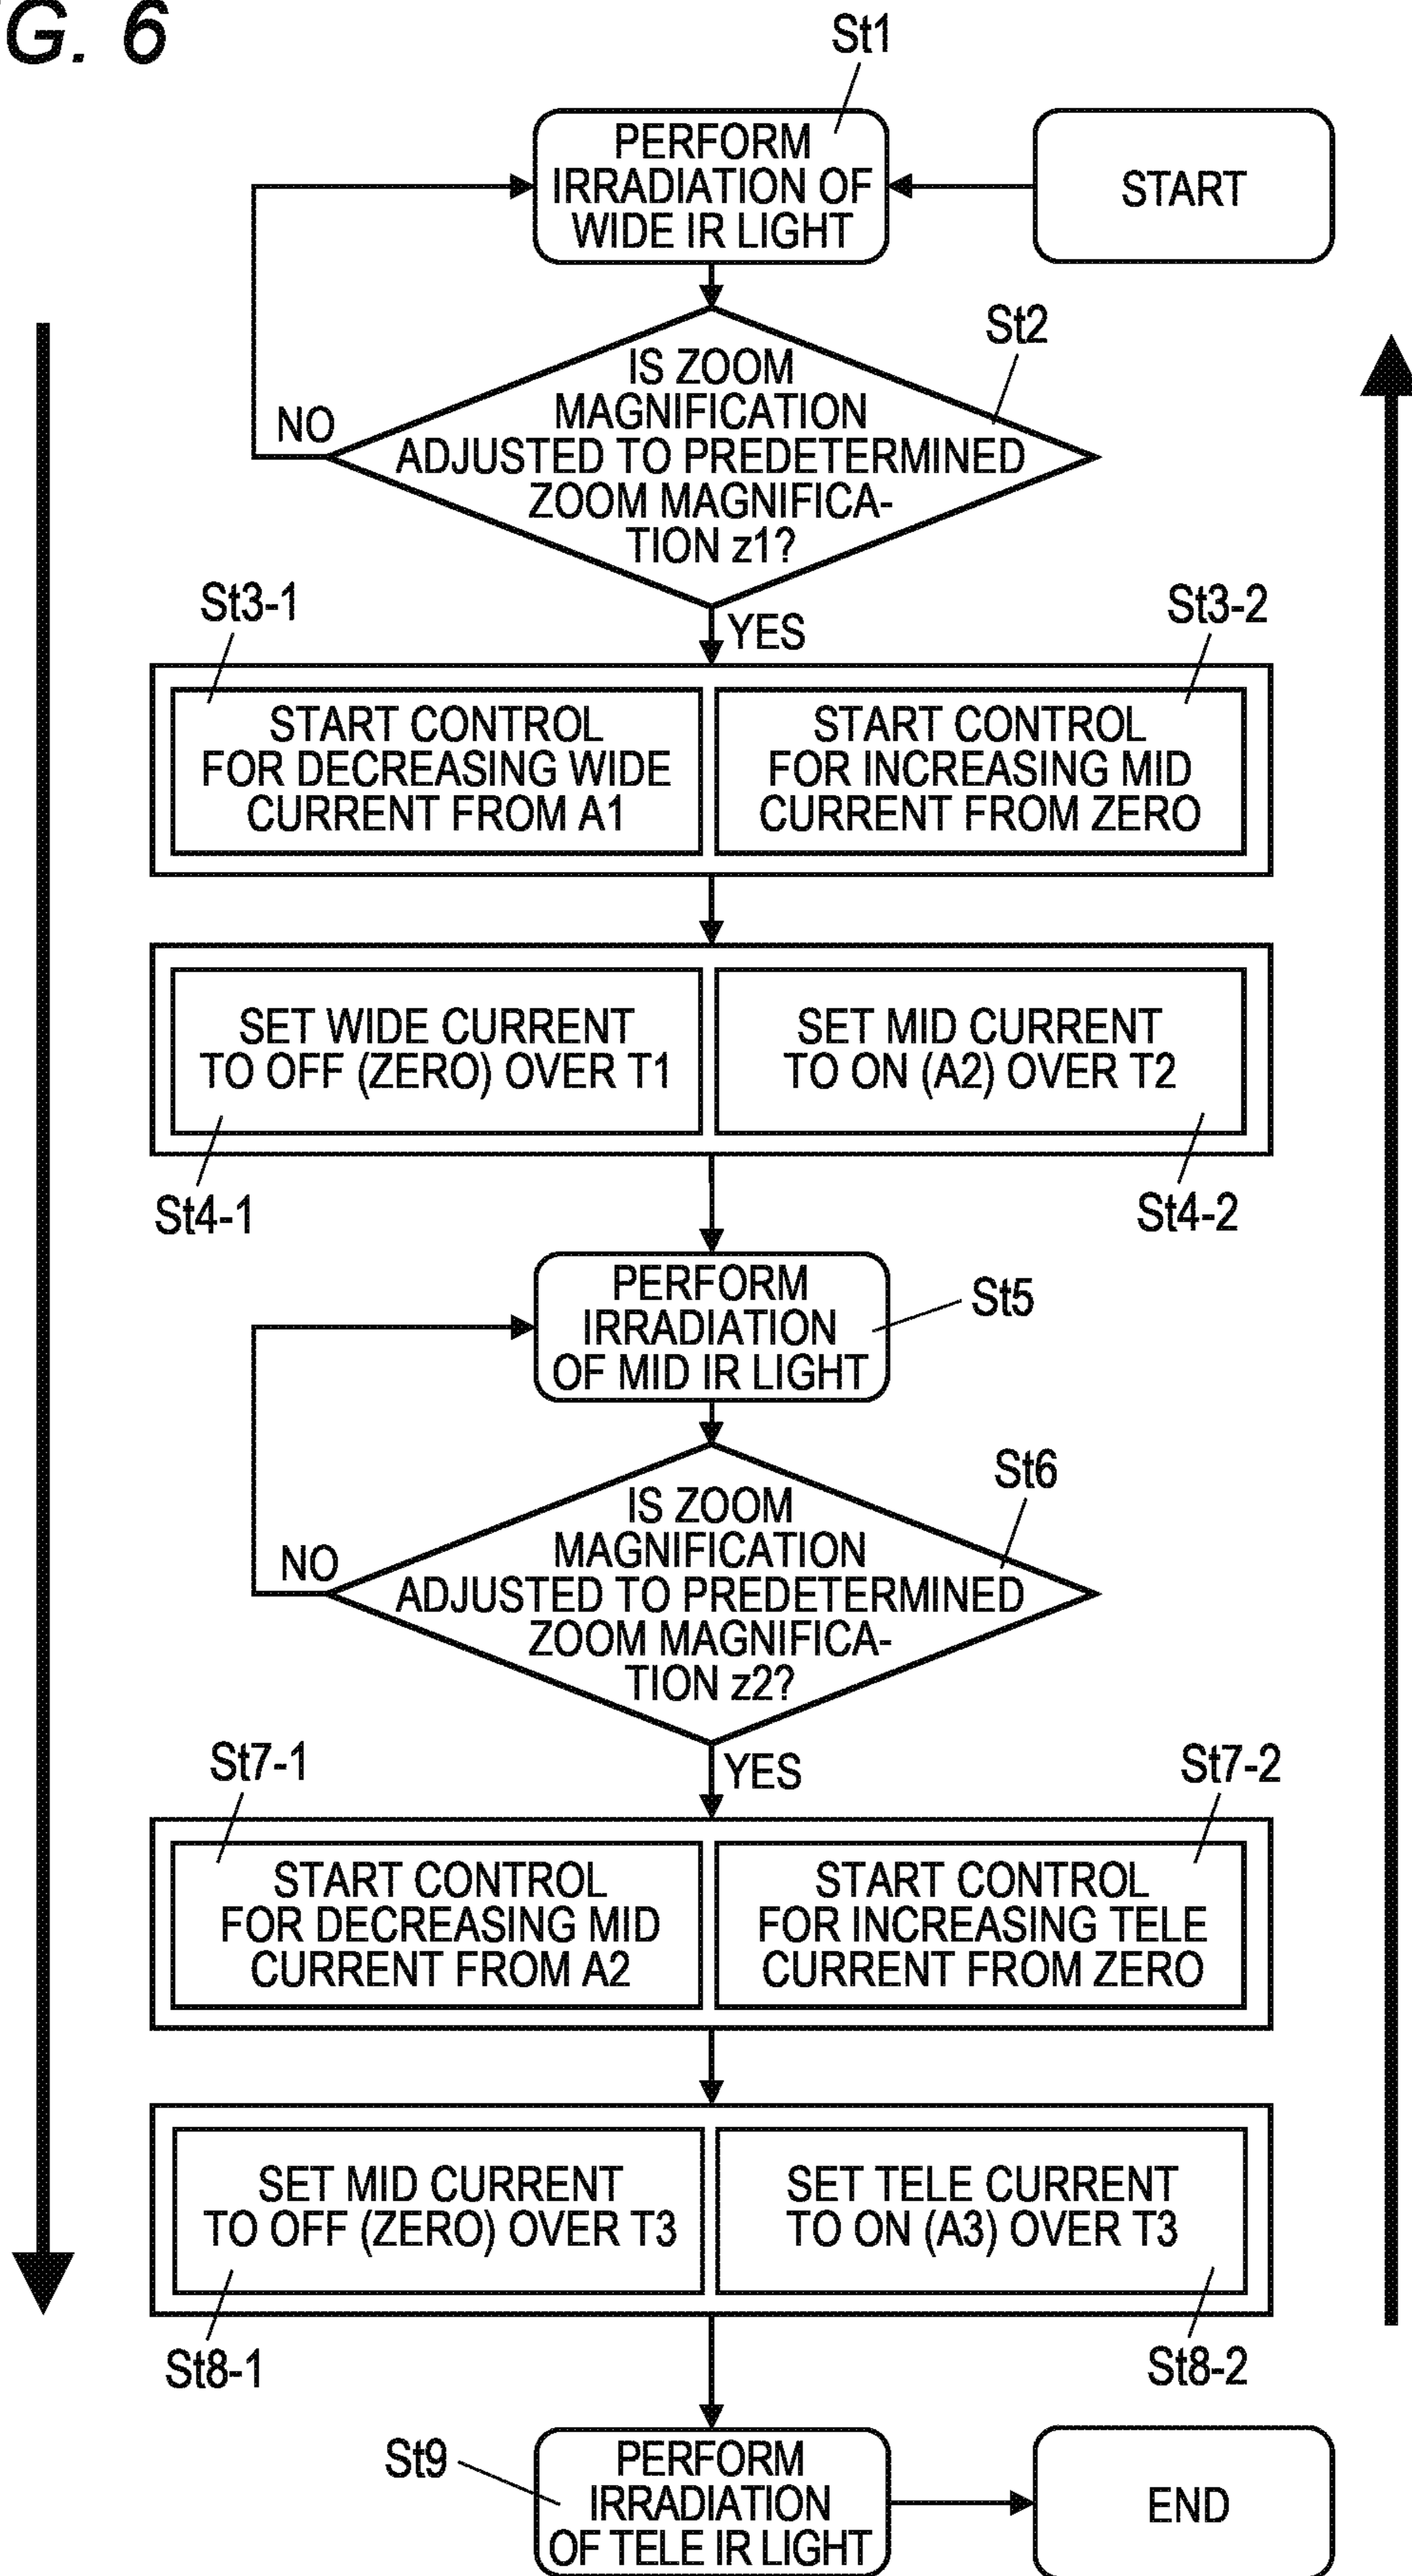 G. 6
St1
PERFORM
IRRADIATION OF
WIDE IR LIGHT
START
St2
IS ZOOM
MAGNIFICATION
ADJUSTED TO PREDETERMINED
ZOOM MAGNIFICA-
TION z1?
NO
YES
St3-1
St3-2
START CONTROL
FOR DECREASING WIDE
CURRENT FROM A1
START CONTROL
FOR INCREASING MID
CURRENT FROM ZERO
SET WIDE CURRENT
TO OFF (ZERO) OVER T1
SET MID CURRENT
TO ON (A2) OVER T2
St4-1
St4-2
PERFORM
IRRADIATION
OF MID IR LIGHT
St5
St6
IS ZOOM
MAGNIFICATION
ADJUSTED TO PREDETERMINED
ZOOM MAGNIFICA-
TION z2?
NO
YES
St7-1
St7-2
START CONTROL
FOR DECREASING MID
CURRENT FROM A2
START CONTROL
FOR INCREASING TELE
CURRENT FROM ZERO
SET MID CURRENT
TO OFF (ZERO) OVER T3
SET TELE CURRENT
TO ON (A3) OVER T3
St8-1
St8-2
St9
PERFORM
IRRADIATION
OF TELE IR LIGHT
END